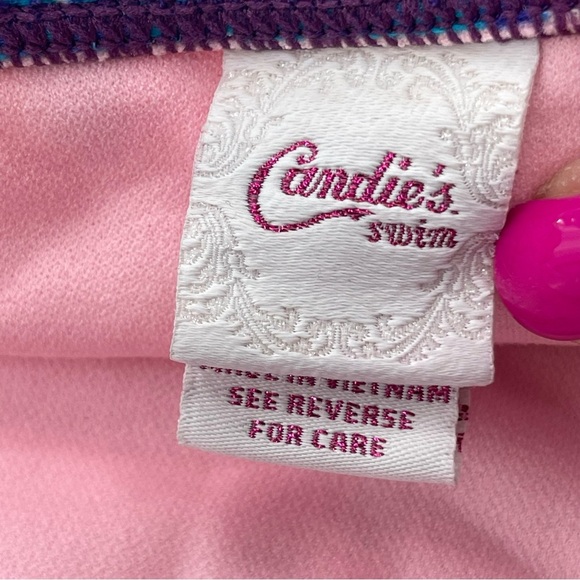 Candie's.
swim
MADE IN VIETNAM
SEE REVERSE
FOR CARE